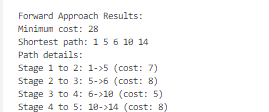 Forward Approach Results:
Minimum cost: 28
Shortest path: 1 5 6 10 14
Path details:
Stage 1 to 2: 1->5 (cost: 7)
Stage 2 to 3: 5->6 (cost: 8)
Stage 3 to 4: 6->10 (cost: 5)
Stage 4 to 5: 10->14 (cost: 8)